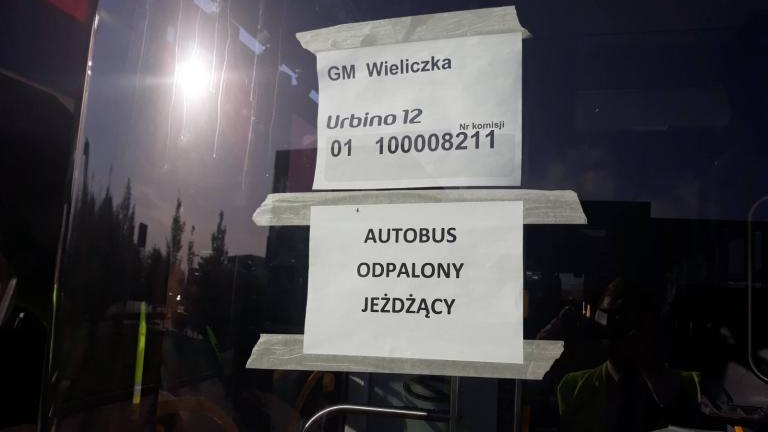 GM Wieliczka
Urbino 12
Nr komisji
01 100008211
AUTOBUS
ODPALONY
JEŻDŻĄCY